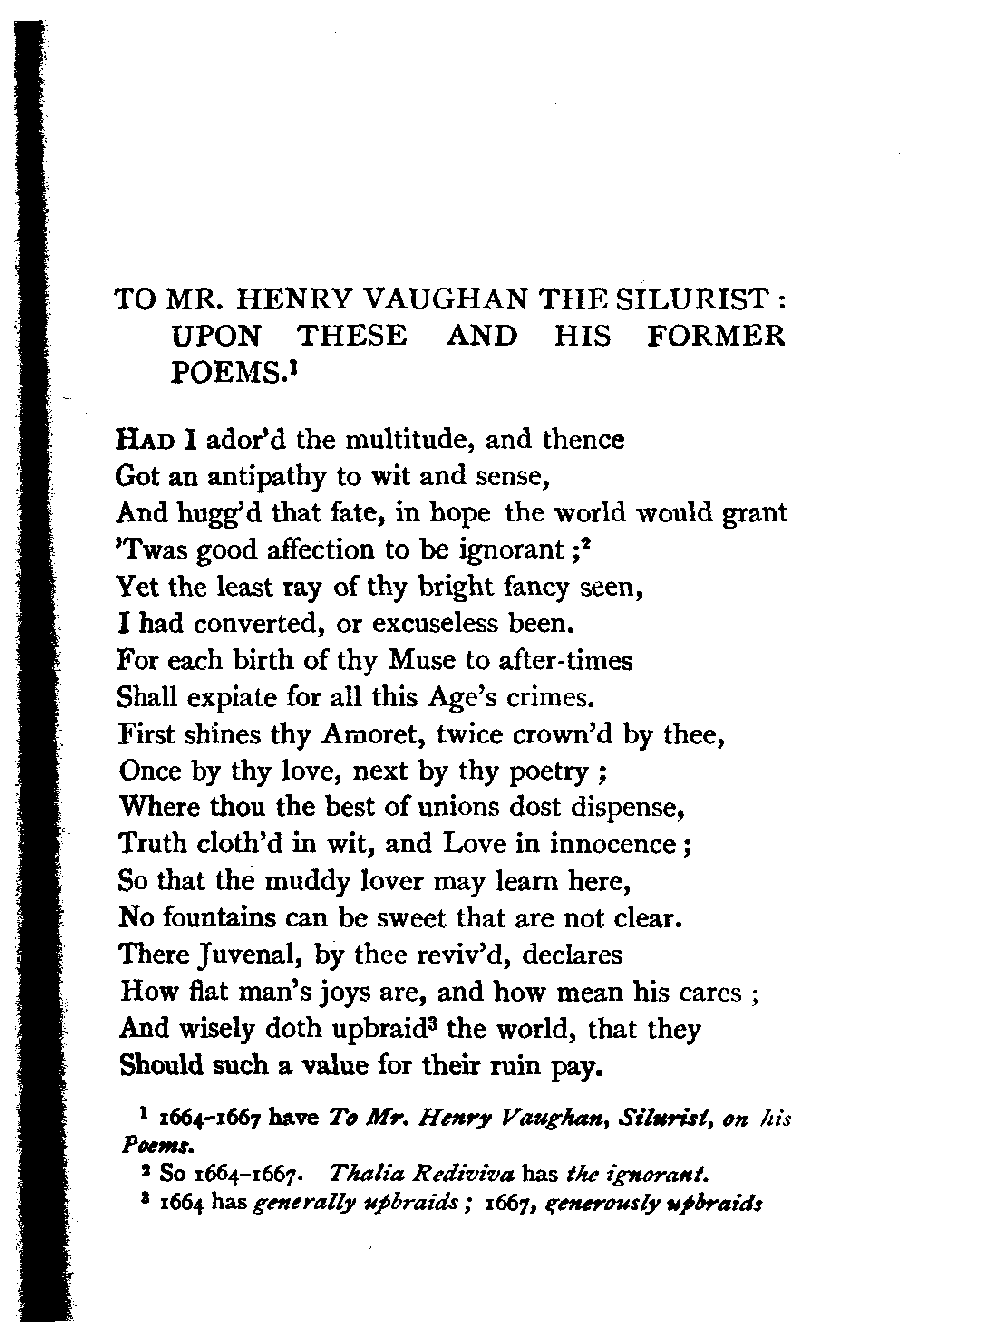 TO MR. HENRY VAUGHAN THE SILURIST :
UPON THESE AND HIS FORMER
POEMS.¹
HAD I ador'd the multitude, and thence
Got an antipathy to wit and sense,
And hugg'd that fate, in hope the world would grant
'Twas good affection to be ignorant ;²
Yet the least ray of thy bright fancy seen,
I had converted, or excuseless been.
For each birth of thy Muse to after-times
Shall expiate for all this Age's crimes.
First shines thy Amoret, twice crown'd by thee,
Once by thy love, next by thy poetry ;
Where thou the best of unions dost dispense,
Truth cloth'd in wit, and Love in innocence ;
So that the muddy lover may learn here,
No fountains can be sweet that are not clear.
There Juvenal, by thee reviv'd, declares
How flat man's joys are, and how mean his cares ;
And wisely doth upbraid³ the world, that they
Should such a value for their ruin pay.
¹ 1664-1667 have To Mr. Henry Vaughan, Silurist, on his
Poems.
² So 1664-1667. Thalia Rediviva has the ignorant.
³ 1664 has generally upbraids ; 1667, generously upbraids